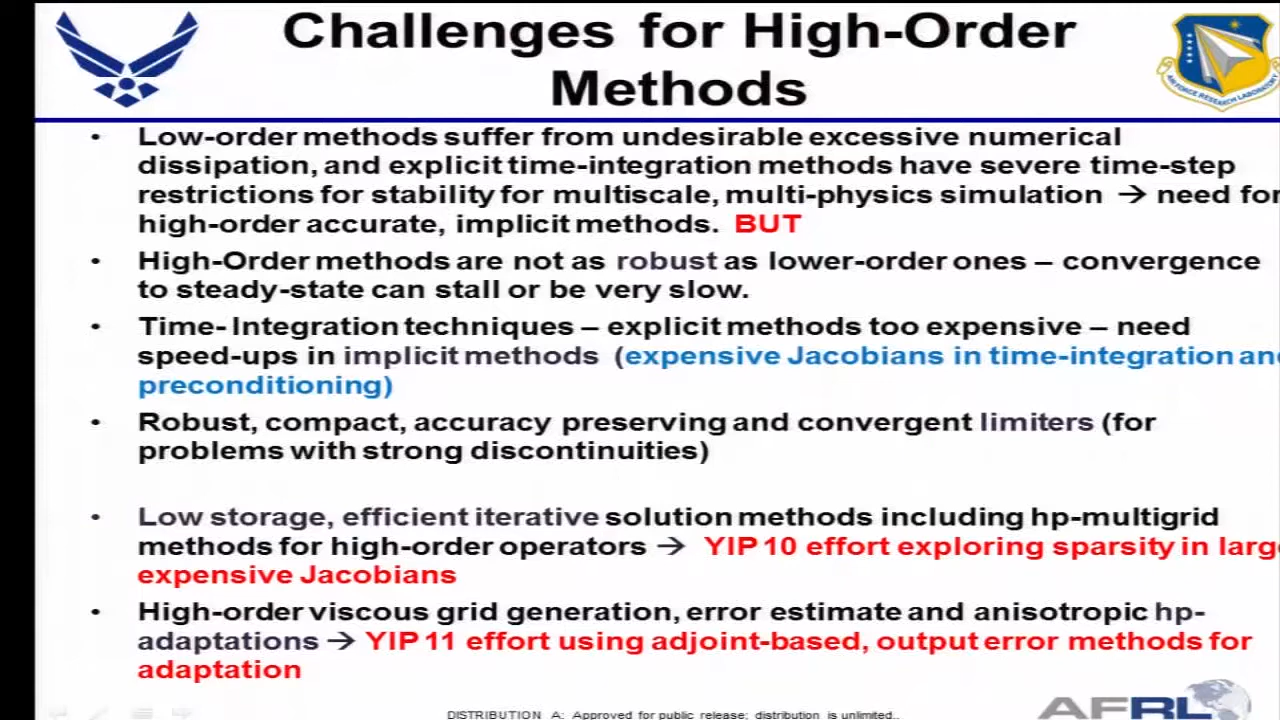 Challenges for High-Order
Methods
AIR FORCE RESEARCH LABORATORY
• Low-order methods suffer from undesirable excessive numerical
dissipation, and explicit time-integration methods have severe time-step
restrictions for stability for multiscale, multi-physics simulation → need for
high-order accurate, implicit methods. BUT
• High-Order methods are not as robust as lower-order ones – convergence
to steady-state can stall or be very slow.
• Time- Integration techniques – explicit methods too expensive – need
speed-ups in implicit methods (expensive Jacobians in time-integration and
preconditioning)
• Robust, compact, accuracy preserving and convergent limiters (for
problems with strong discontinuities)
• Low storage, efficient iterative solution methods including hp-multigrid
methods for high-order operators → YIP 10 effort exploring sparsity in large
expensive Jacobians
• High-order viscous grid generation, error estimate and anisotropic hp-
adaptations → YIP 11 effort using adjoint-based, output error methods for
adaptation
DISTRIBUTION A: Approved for public release; distribution is unlimited..
AFRL